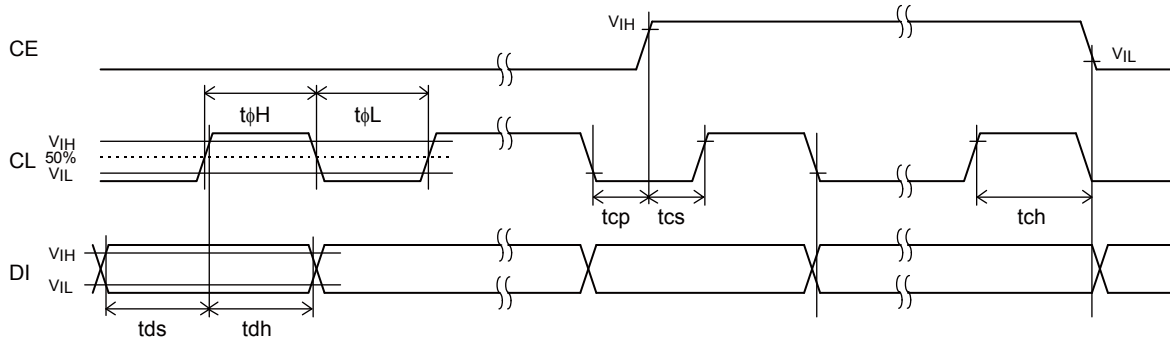 CE
VIH
VIL
tϕH
tϕL
CL
VIH
50%
VIL
tcp
tcs
tch
DI
VIH
VIL
tds
tdh